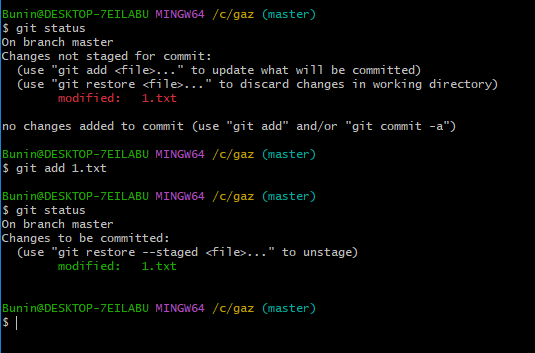 Bunin@DESKTOP-7EILABU MINGW64 /c/gaz (master)
$ git status
On branch master
Changes not staged for commit:
  (use "git add <file>..." to update what will be committed)
  (use "git restore <file>..." to discard changes in working directory)
        modified:   1.txt

no changes added to commit (use "git add" and/or "git commit -a")

Bunin@DESKTOP-7EILABU MINGW64 /c/gaz (master)
$ git add 1.txt

Bunin@DESKTOP-7EILABU MINGW64 /c/gaz (master)
$ git status
On branch master
Changes to be committed:
  (use "git restore --staged <file>..." to unstage)
        modified:   1.txt


Bunin@DESKTOP-7EILABU MINGW64 /c/gaz (master)
$